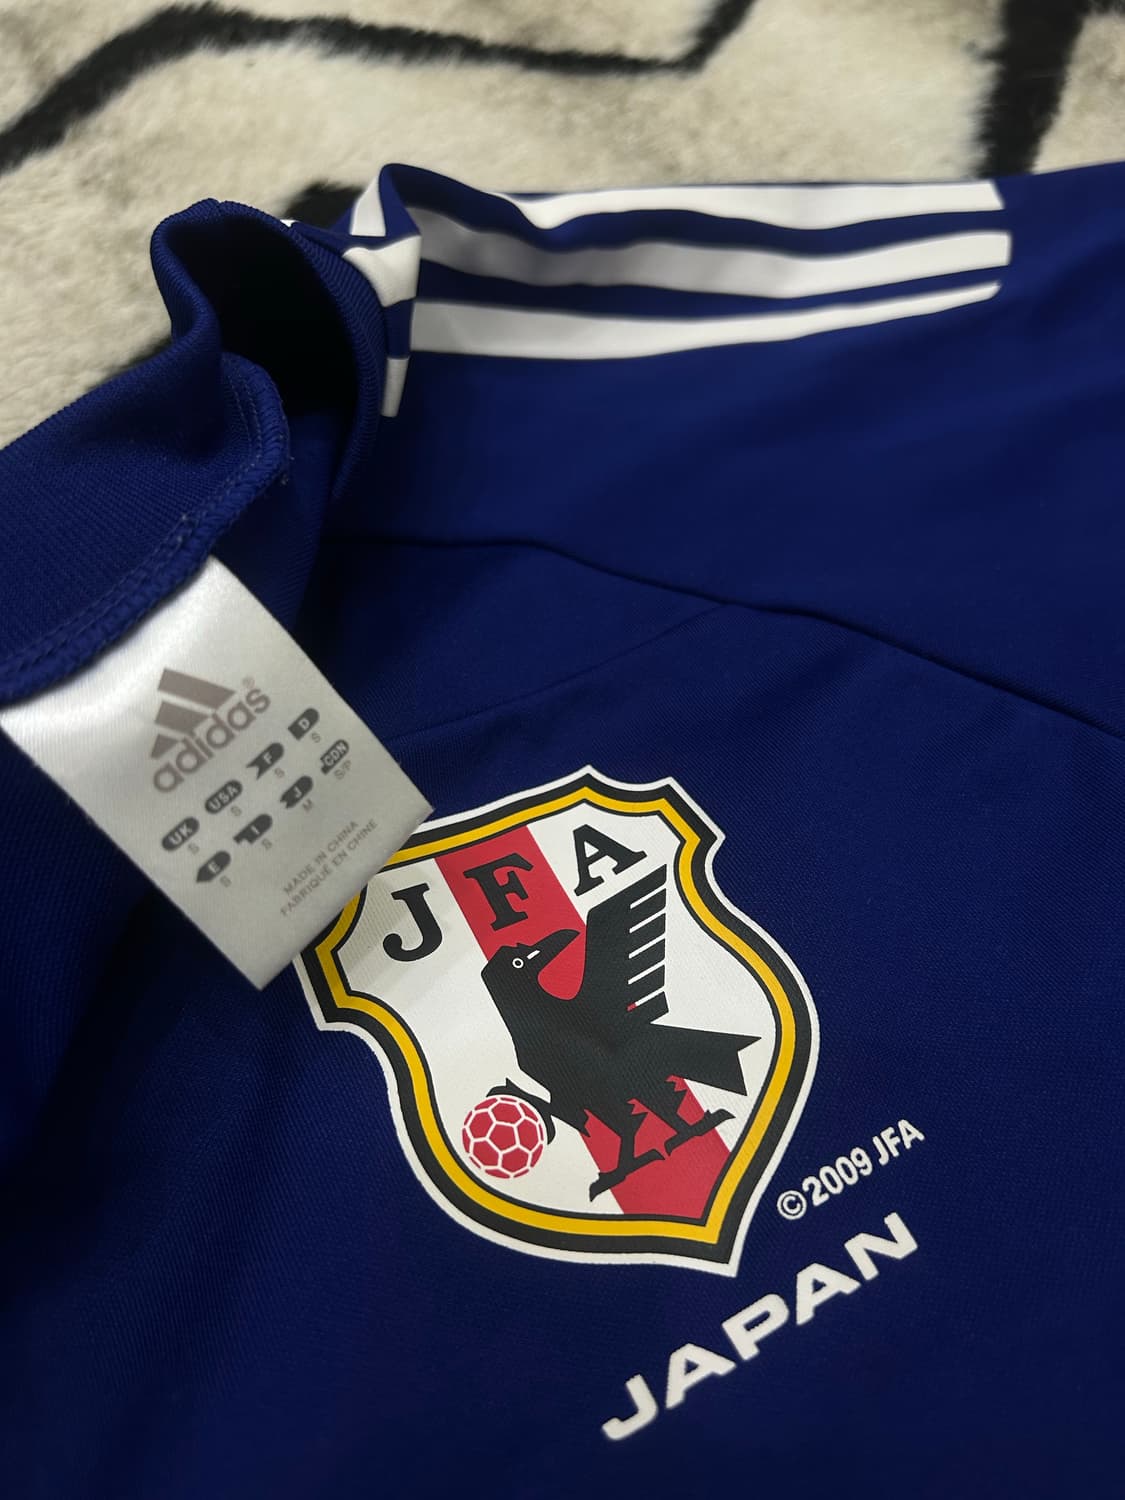 adidas®
UK USA F D
S S S S
E I J CDN
S S M S/P
MADE IN CHINA
FABRIQUÉ EN CHINE
JFA
©2009 JFA
JAPAN